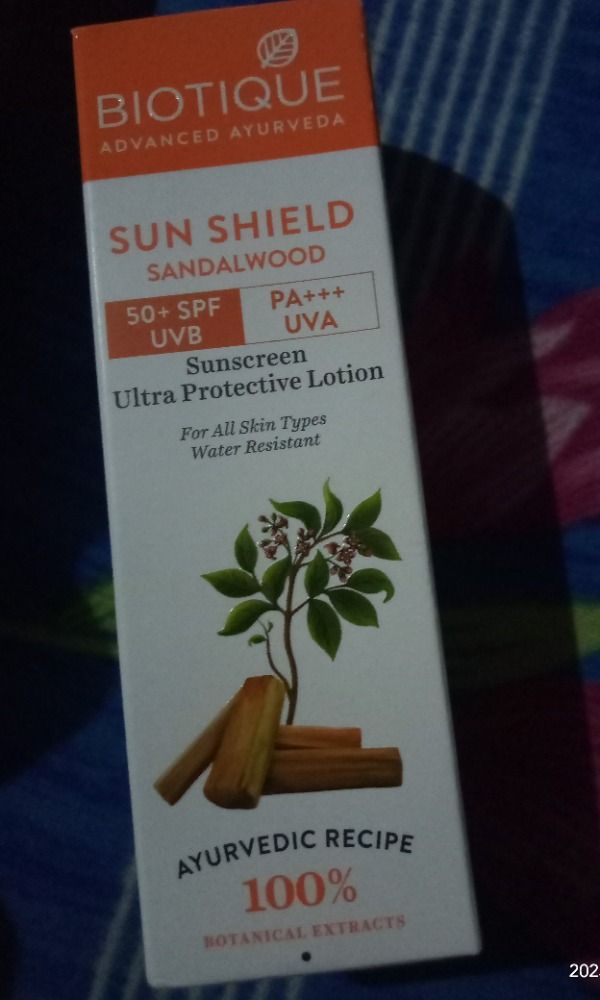 BIOTIQUE
ADVANCED AYURVEDA
SUN SHIELD
SANDALWOOD
50+ SPF
UVB
PA+++
UVA
Sunscreen
Ultra Protective Lotion
For All Skin Types
Water Resistant
AYURVEDIC RECIPE
100%
BOTANICAL EXTRACTS
202